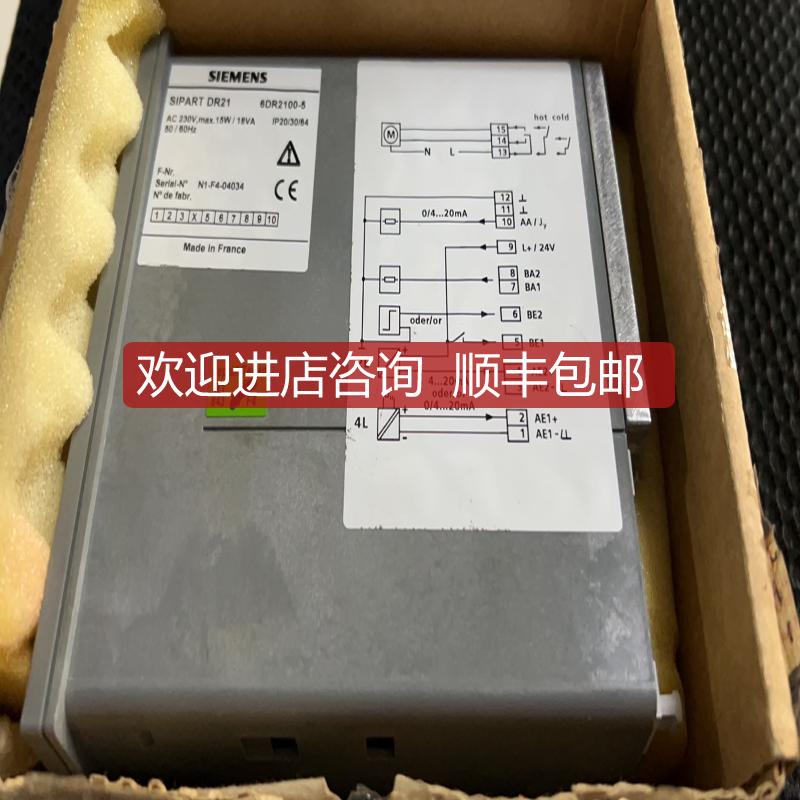 SIEMENS
SIPART DR21 6DR2100-5
AC 230V, max. 15W / 18VA IP20/30/64
50 / 60Hz
F-Nr.
Serial-N° N1-F4-04034
N° de fabr.
1 2 3 X 5 6 7 8 9 10
Made in France
hot cold
M
15
14
N L 13
12 ⊥
11 ⊥
0/4...20mA 10 AA / Jy
9 L+ / 24V
8 BA2
7 BA1
6 BE2
oder/or
5 BE1
欢迎进店咨询 顺丰包邮
4...20
oder/or
0/4...20mA
4L + 2 AE1+
- 1 AE1-